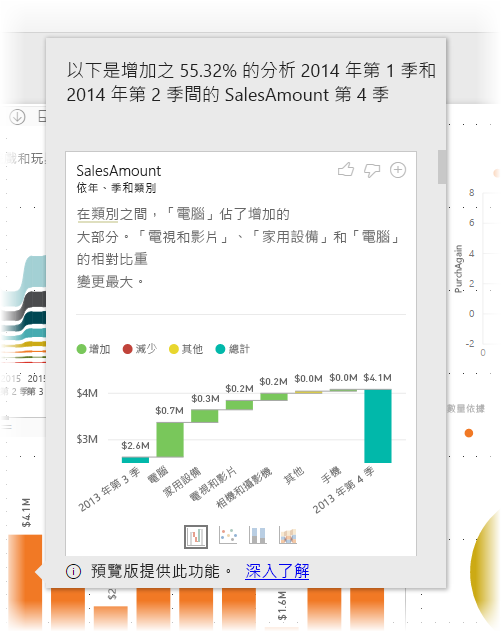 以下是增加之 55.32% 的分析 2014 年第 1 季和
2014 年第 2 季間的 SalesAmount 第 4 季
SalesAmount
依年、季和類別
在類別之間，「電腦」佔了增加的
大部分。「電視和影片」、「家用設備」和「電腦」
的相對比重
變更最大。
增加 減少 其他 總計
$4M
$3M
$2.6M
$0.7M
$0.3M
$0.2M
$0.2M
$0.0M
$0.0M
$4.1M
2013 年第 3 季
電腦
家用設備
電視和影片
相機和攝影機
其他
手機
2013 年第 4 季
預覽版提供此功能。 深入了解
和玩
2015 2015
第 2 季 第 3
$4.1M
$2
$1.6M
PurchAgain
8
6
4
2
0
-2
0
數量依據